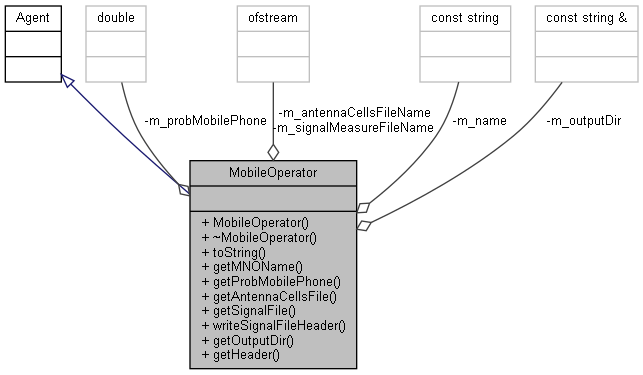 Agent
double
ofstream
const string
const string &
-m_probMobilePhone
-m_antennaCellsFileName
-m_signalMeasureFileName
-m_name
-m_outputDir
MobileOperator
+ MobileOperator()
+ ~MobileOperator()
+ toString()
+ getMNOName()
+ getProbMobilePhone()
+ getAntennaCellsFile()
+ getSignalFile()
+ writeSignalFileHeader()
+ getOutputDir()
+ getHeader()